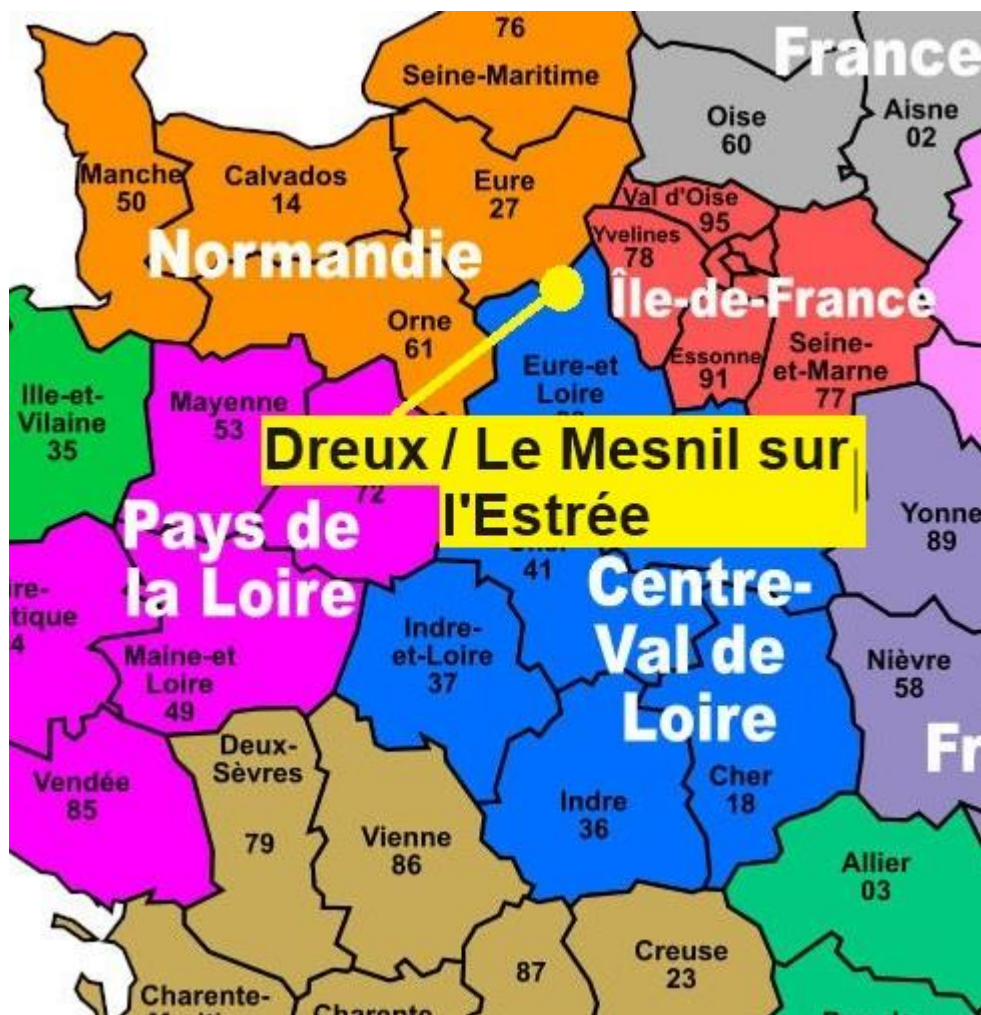 76
Seine-Maritime
France
Oise
60
Aisne
02
Manche
50
Calvados
14
Eure
27
Val d'Oise
95
Yvelines
78
Normandie
Île-de-France
Orne
61
Essonne
91
Seine-
et-Marne
77
Eure-et
Loire
Ille-et-
Vilaine
35
Mayenne
53
Dreux / Le Mesnil sur
l'Estrée
72
Pays de
la Loire
41
Yonne
89
Centre-
Val de
Loire
Indre-
et-Loire
37
Maine-et
Loire
49
Nièvre
58
Fr
Vendée
85
Deux-
Sèvres
79
Vienne
86
Indre
36
Cher
18
Allier
03
Creuse
23
87
Charente-
Charente